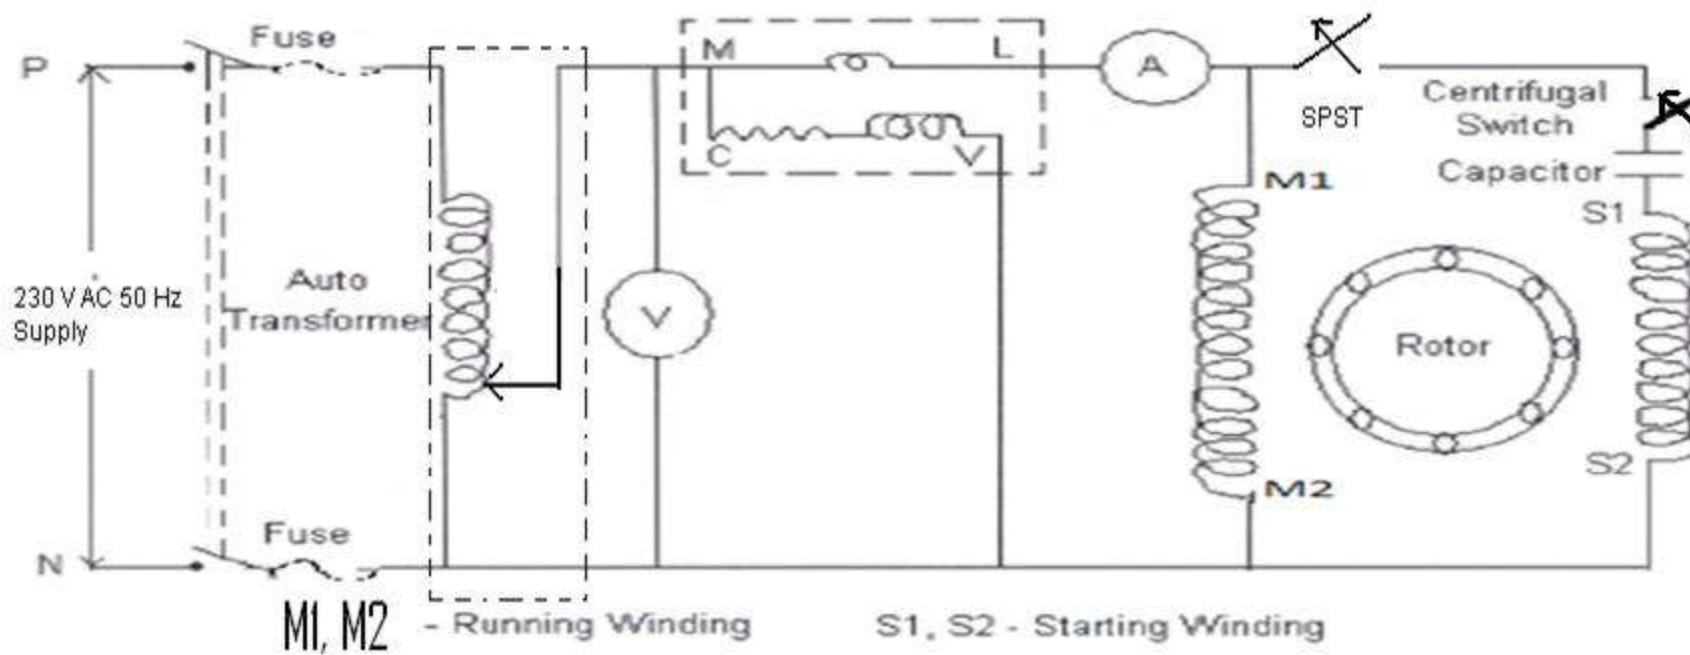 Fuse
P
M
L
A
SPST
Centrifugal
Switch
C
V
Capacitor
M1
S1
230 V AC 50 Hz
Supply
Auto
Transformer
V
Rotor
M2
S2
Fuse
N
M1, M2 - Running Winding
S1, S2 - Starting Winding